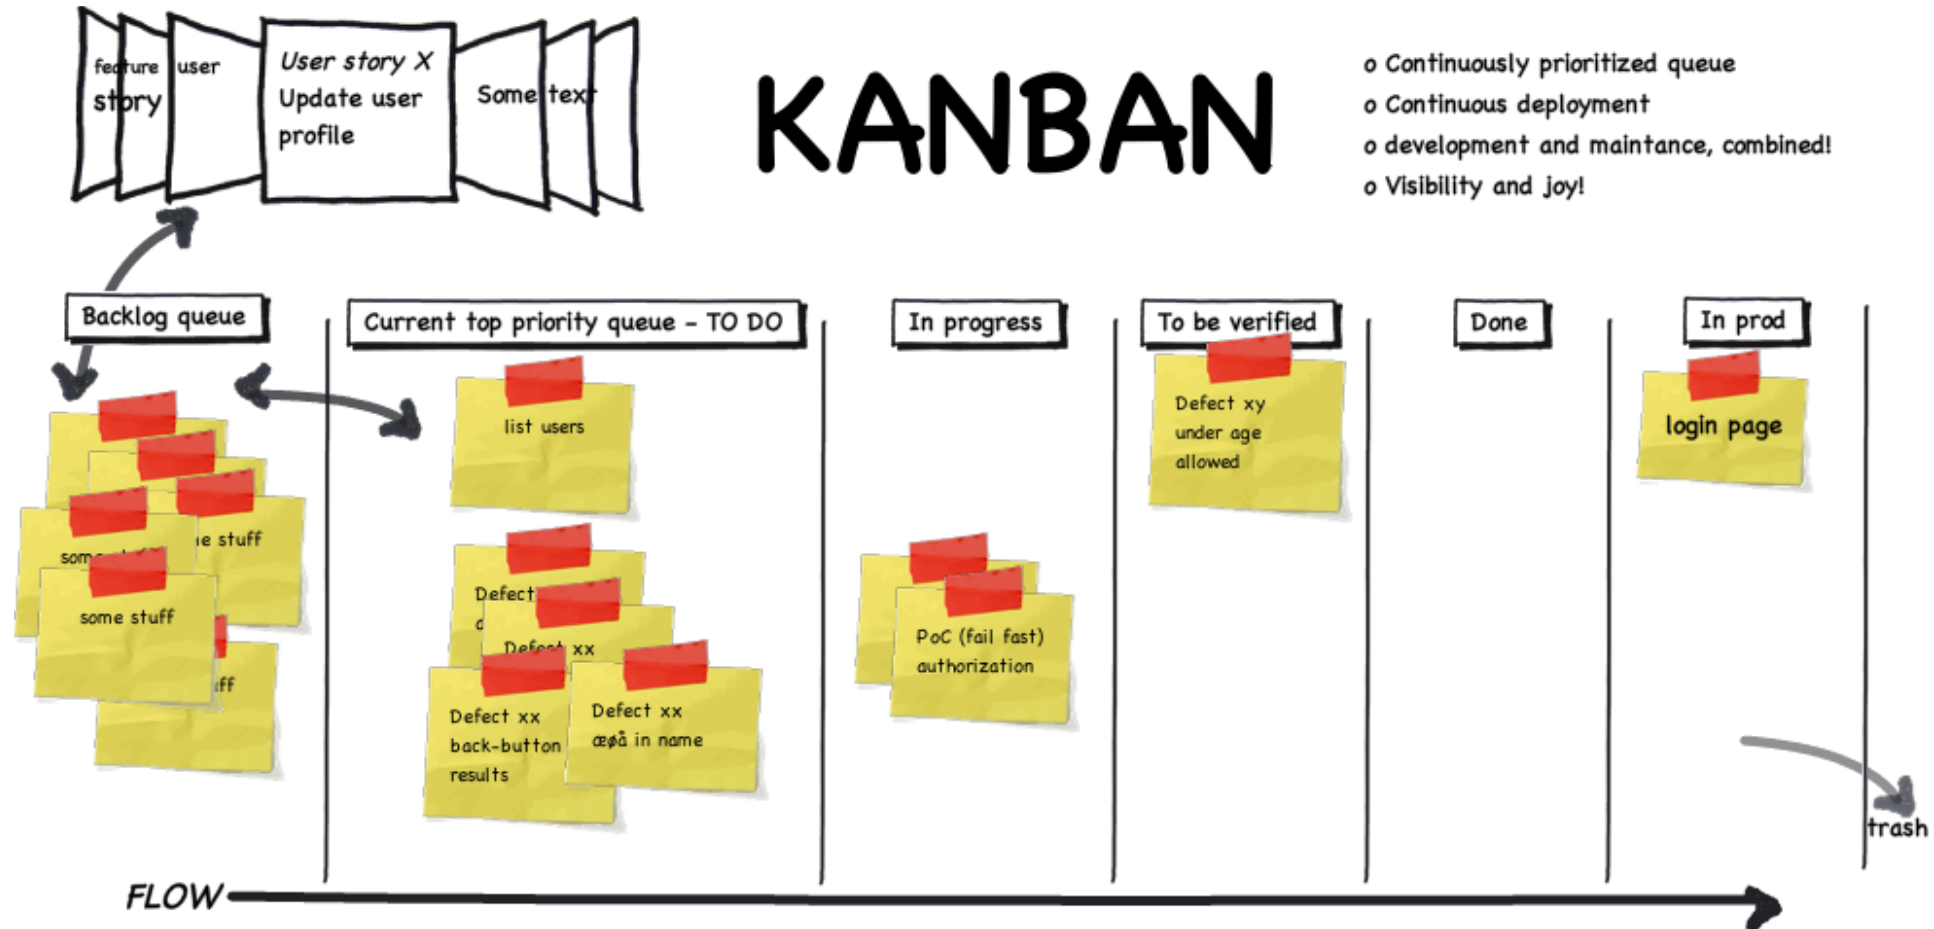 feature
story
user
User story X
Update user
profile
Some text
KANBAN
o Continuously prioritized queue
o Continuous deployment
o development and maintance, combined!
o Visibility and joy!
Backlog queue
Current top priority queue - TO DO
In progress
To be verified
Done
In prod
stuff
some
some stuff
list users
Defect
Defect xx
Defect xx
back-button
results
Defect xx
æøå in name
PoC (fail fast)
authorization
Defect xy
under age
allowed
login page
trash
FLOW